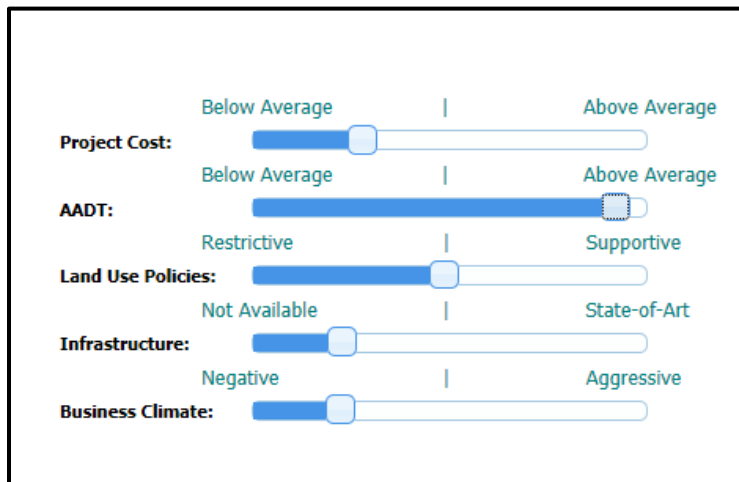 Below Average | Above Average
Project Cost:
Below Average | Above Average
AADT:
Restrictive | Supportive
Land Use Policies:
Not Available | State-of-Art
Infrastructure:
Negative | Aggressive
Business Climate: